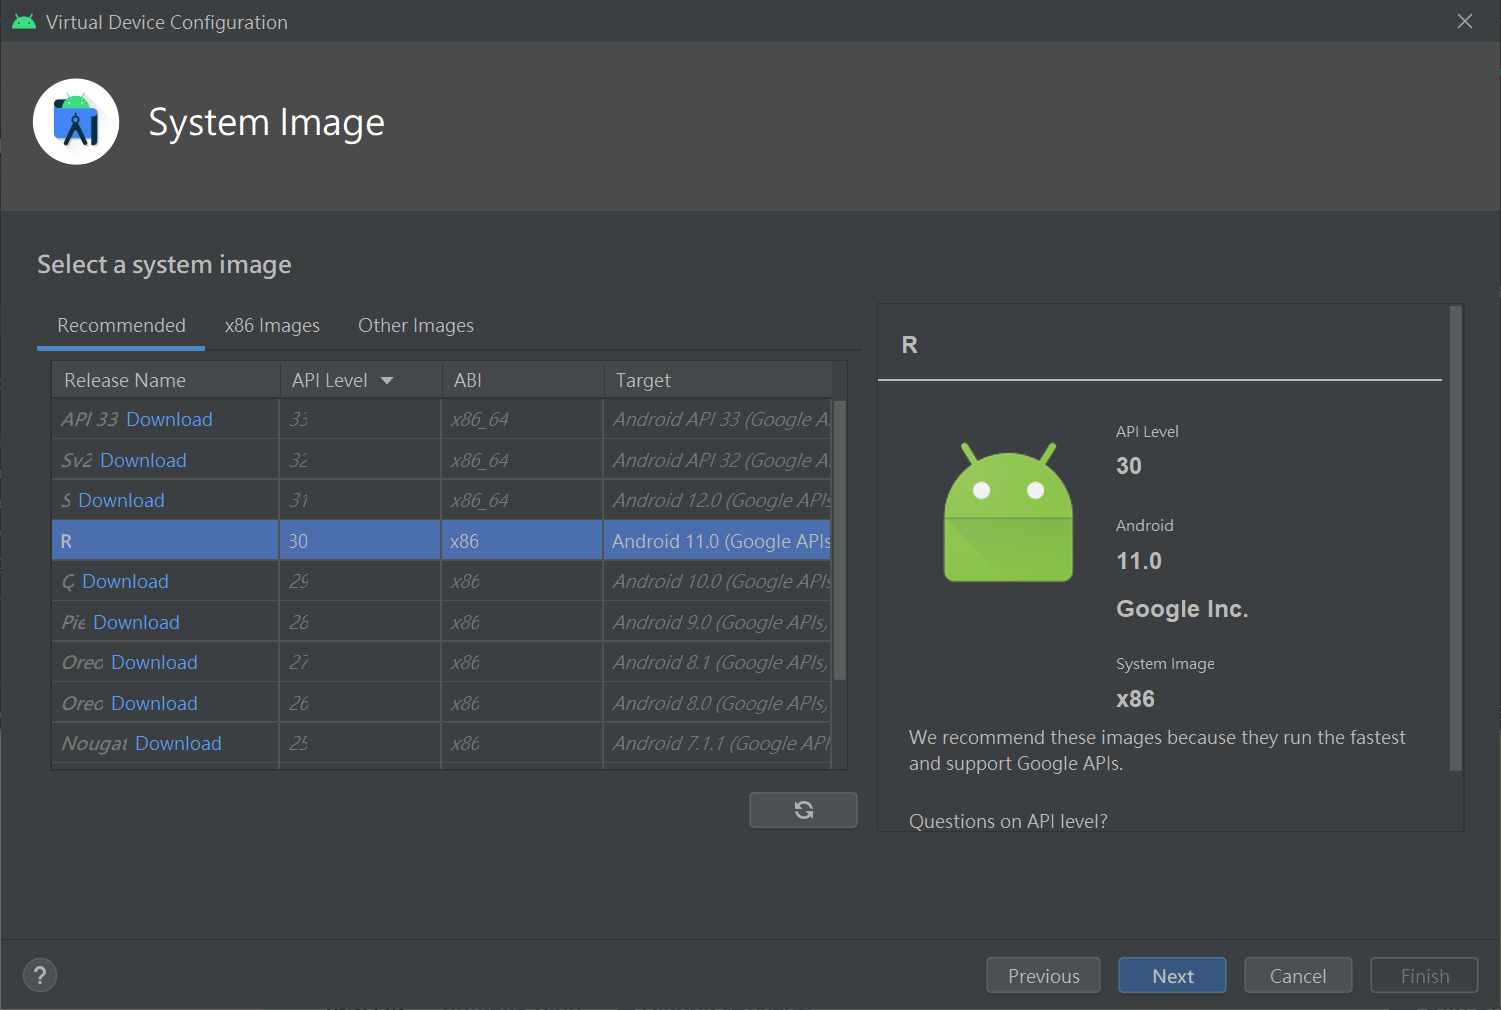 Virtual Device Configuration
System Image
Select a system image
Recommended x86 Images Other Images
Release Name API Level ABI Target
API 33 Download 33 x86_64 Android API 33 (Google A
Sv2 Download 32 x86_64 Android API 32 (Google A
S Download 31 x86_64 Android 12.0 (Google APIs
R 30 x86 Android 11.0 (Google APIs
Q Download 29 x86 Android 10.0 (Google APIs
Pie Download 28 x86 Android 9.0 (Google APIs)
Oreo Download 27 x86 Android 8.1 (Google APIs)
Oreo Download 26 x86 Android 8.0 (Google APIs)
Nougat Download 25 x86 Android 7.1.1 (Google API
R
API Level
30
Android
11.0
Google Inc.
System Image
x86
We recommend these images because they run the fastest
and support Google APIs.
Questions on API level?
? Previous Next Cancel Finish